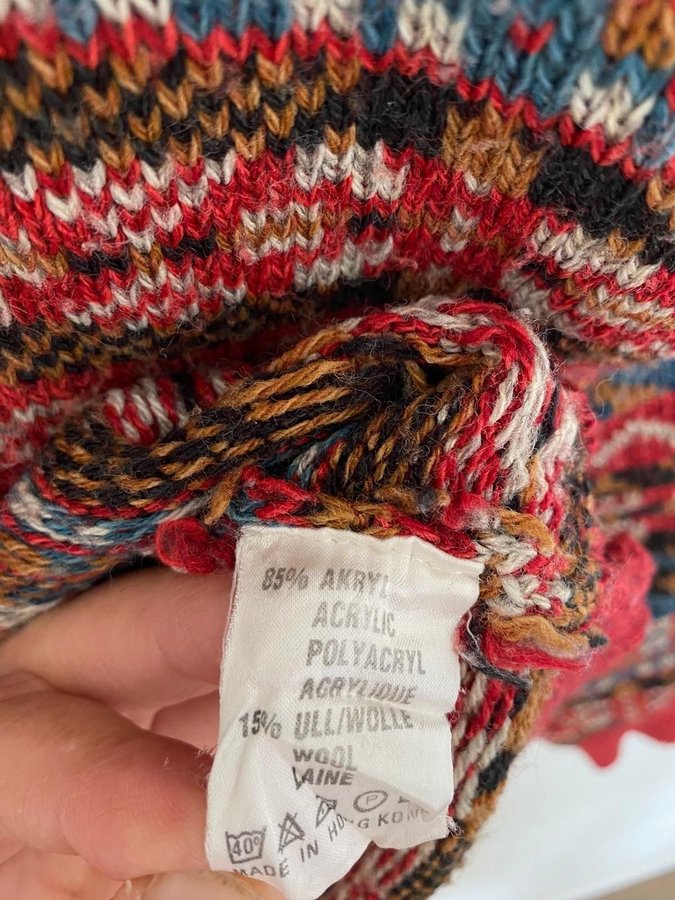 85% AKRYL
ACRYLIC
POLYACRYL
ACRYLIQUE
15% ULL/WOLLE
WOOL
LAINE
40° P
MADE IN HONG KONG